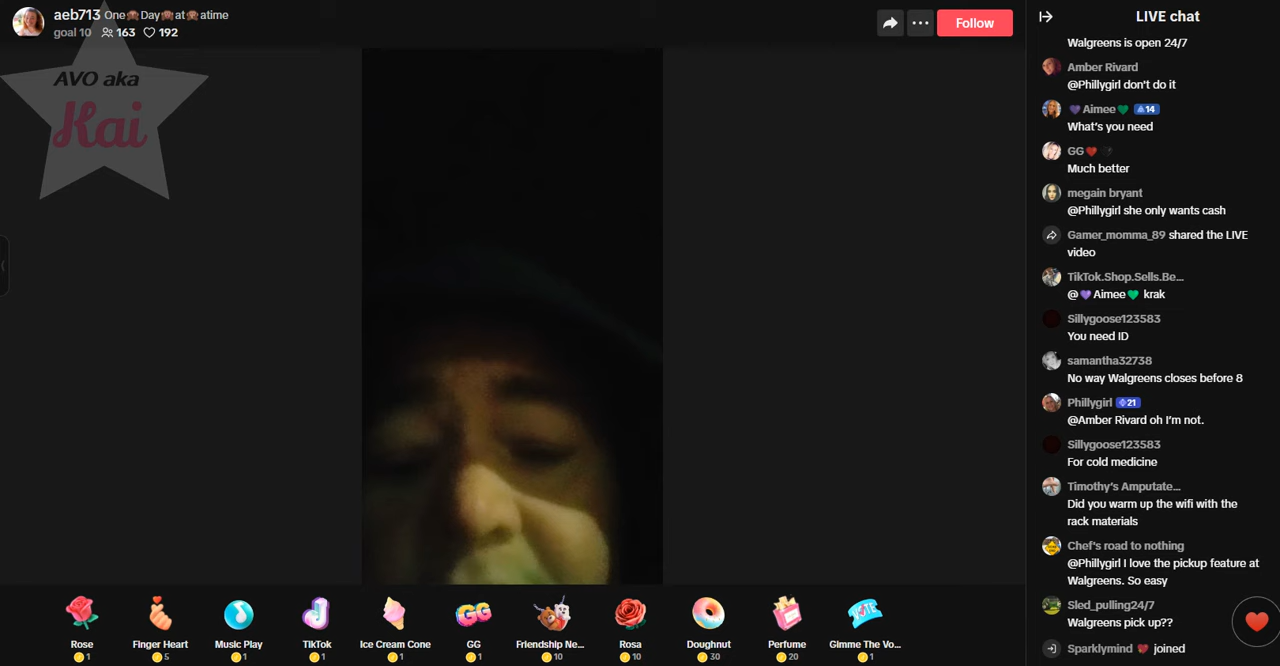 aeb713 One🙈Day🙉at🙊atime
goal 10 163 192
Follow
AVO aka
Kai
LIVE chat
Walgreens is open 24/7
Amber Rivard
@Phillygirl don't do it
💜Aimee💚 14
What's you need
GG❤️
Much better
megain bryant
@Phillygirl she only wants cash
Gamer_momma_89 shared the LIVE
video
TikTok.Shop.Sells.Be...
@💜Aimee💚 krak
Sillygoose123583
You need ID
samantha32738
No way Walgreens closes before 8
Phillygirl 21
@Amber Rivard oh I'm not.
Sillygoose123583
For cold medicine
Timothy's Amputate...
Did you warm up the wifi with the
rack materials
Chef's road to nothing
@Phillygirl I love the pickup feature at
Walgreens. So easy
Sled_pulling24/7
Walgreens pick up??
Sparklymind joined
Rose
1
Finger Heart
5
Music Play
1
TikTok
1
Ice Cream Cone
1
GG
1
Friendship Ne...
10
Rosa
10
Doughnut
30
Perfume
20
GImme The Vo...
1